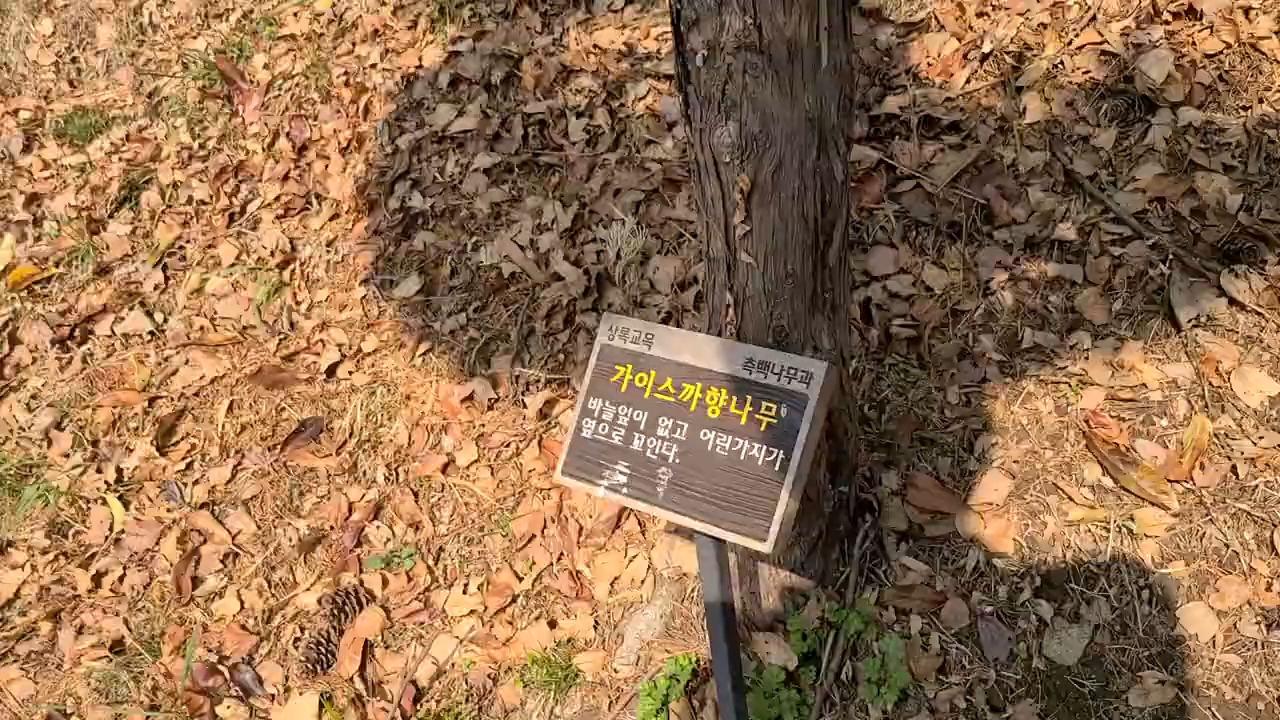 상록교육
측백나무과
가이스까향나무
바늘잎이 없고 어린가지가
옆으로 꼬인다.